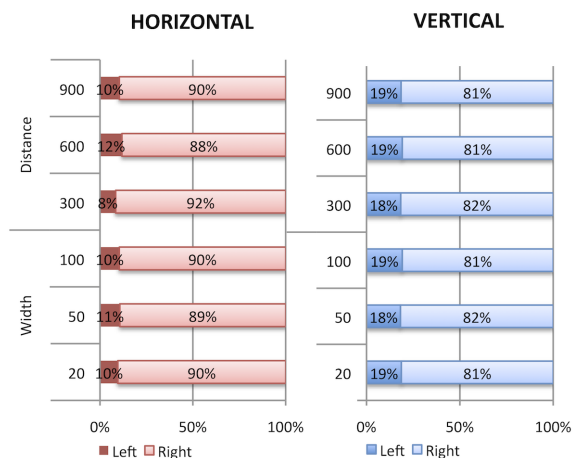 HORIZONTAL
Distance
Width
900 10% 90%
600 12% 88%
300 8% 92%
100 10% 90%
50 11% 89%
20 10% 90%
0% 50% 100%
Left Right
VERTICAL
900 19% 81%
600 19% 81%
300 18% 82%
100 19% 81%
50 18% 82%
20 19% 81%
0% 50% 100%
Left Right